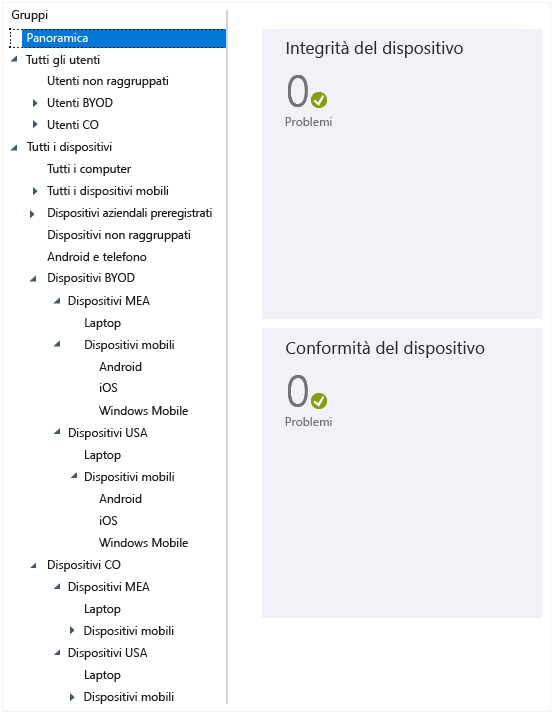 Gruppi
Panoramica
Tutti gli utenti
Utenti non raggruppati
Utenti BYOD
Utenti CO
Tutti i dispositivi
Tutti i computer
Tutti i dispositivi mobili
Dispositivi aziendali preregistrati
Dispositivi non raggruppati
Android e telefono
Dispositivi BYOD
Dispositivi MEA
Laptop
Dispositivi mobili
Android
iOS
Windows Mobile
Dispositivi USA
Laptop
Dispositivi mobili
Android
iOS
Windows Mobile
Dispositivi CO
Dispositivi MEA
Laptop
Dispositivi mobili
Dispositivi USA
Laptop
Dispositivi mobili
Integrità del dispositivo
0
Problemi
Conformità del dispositivo
0
Problemi